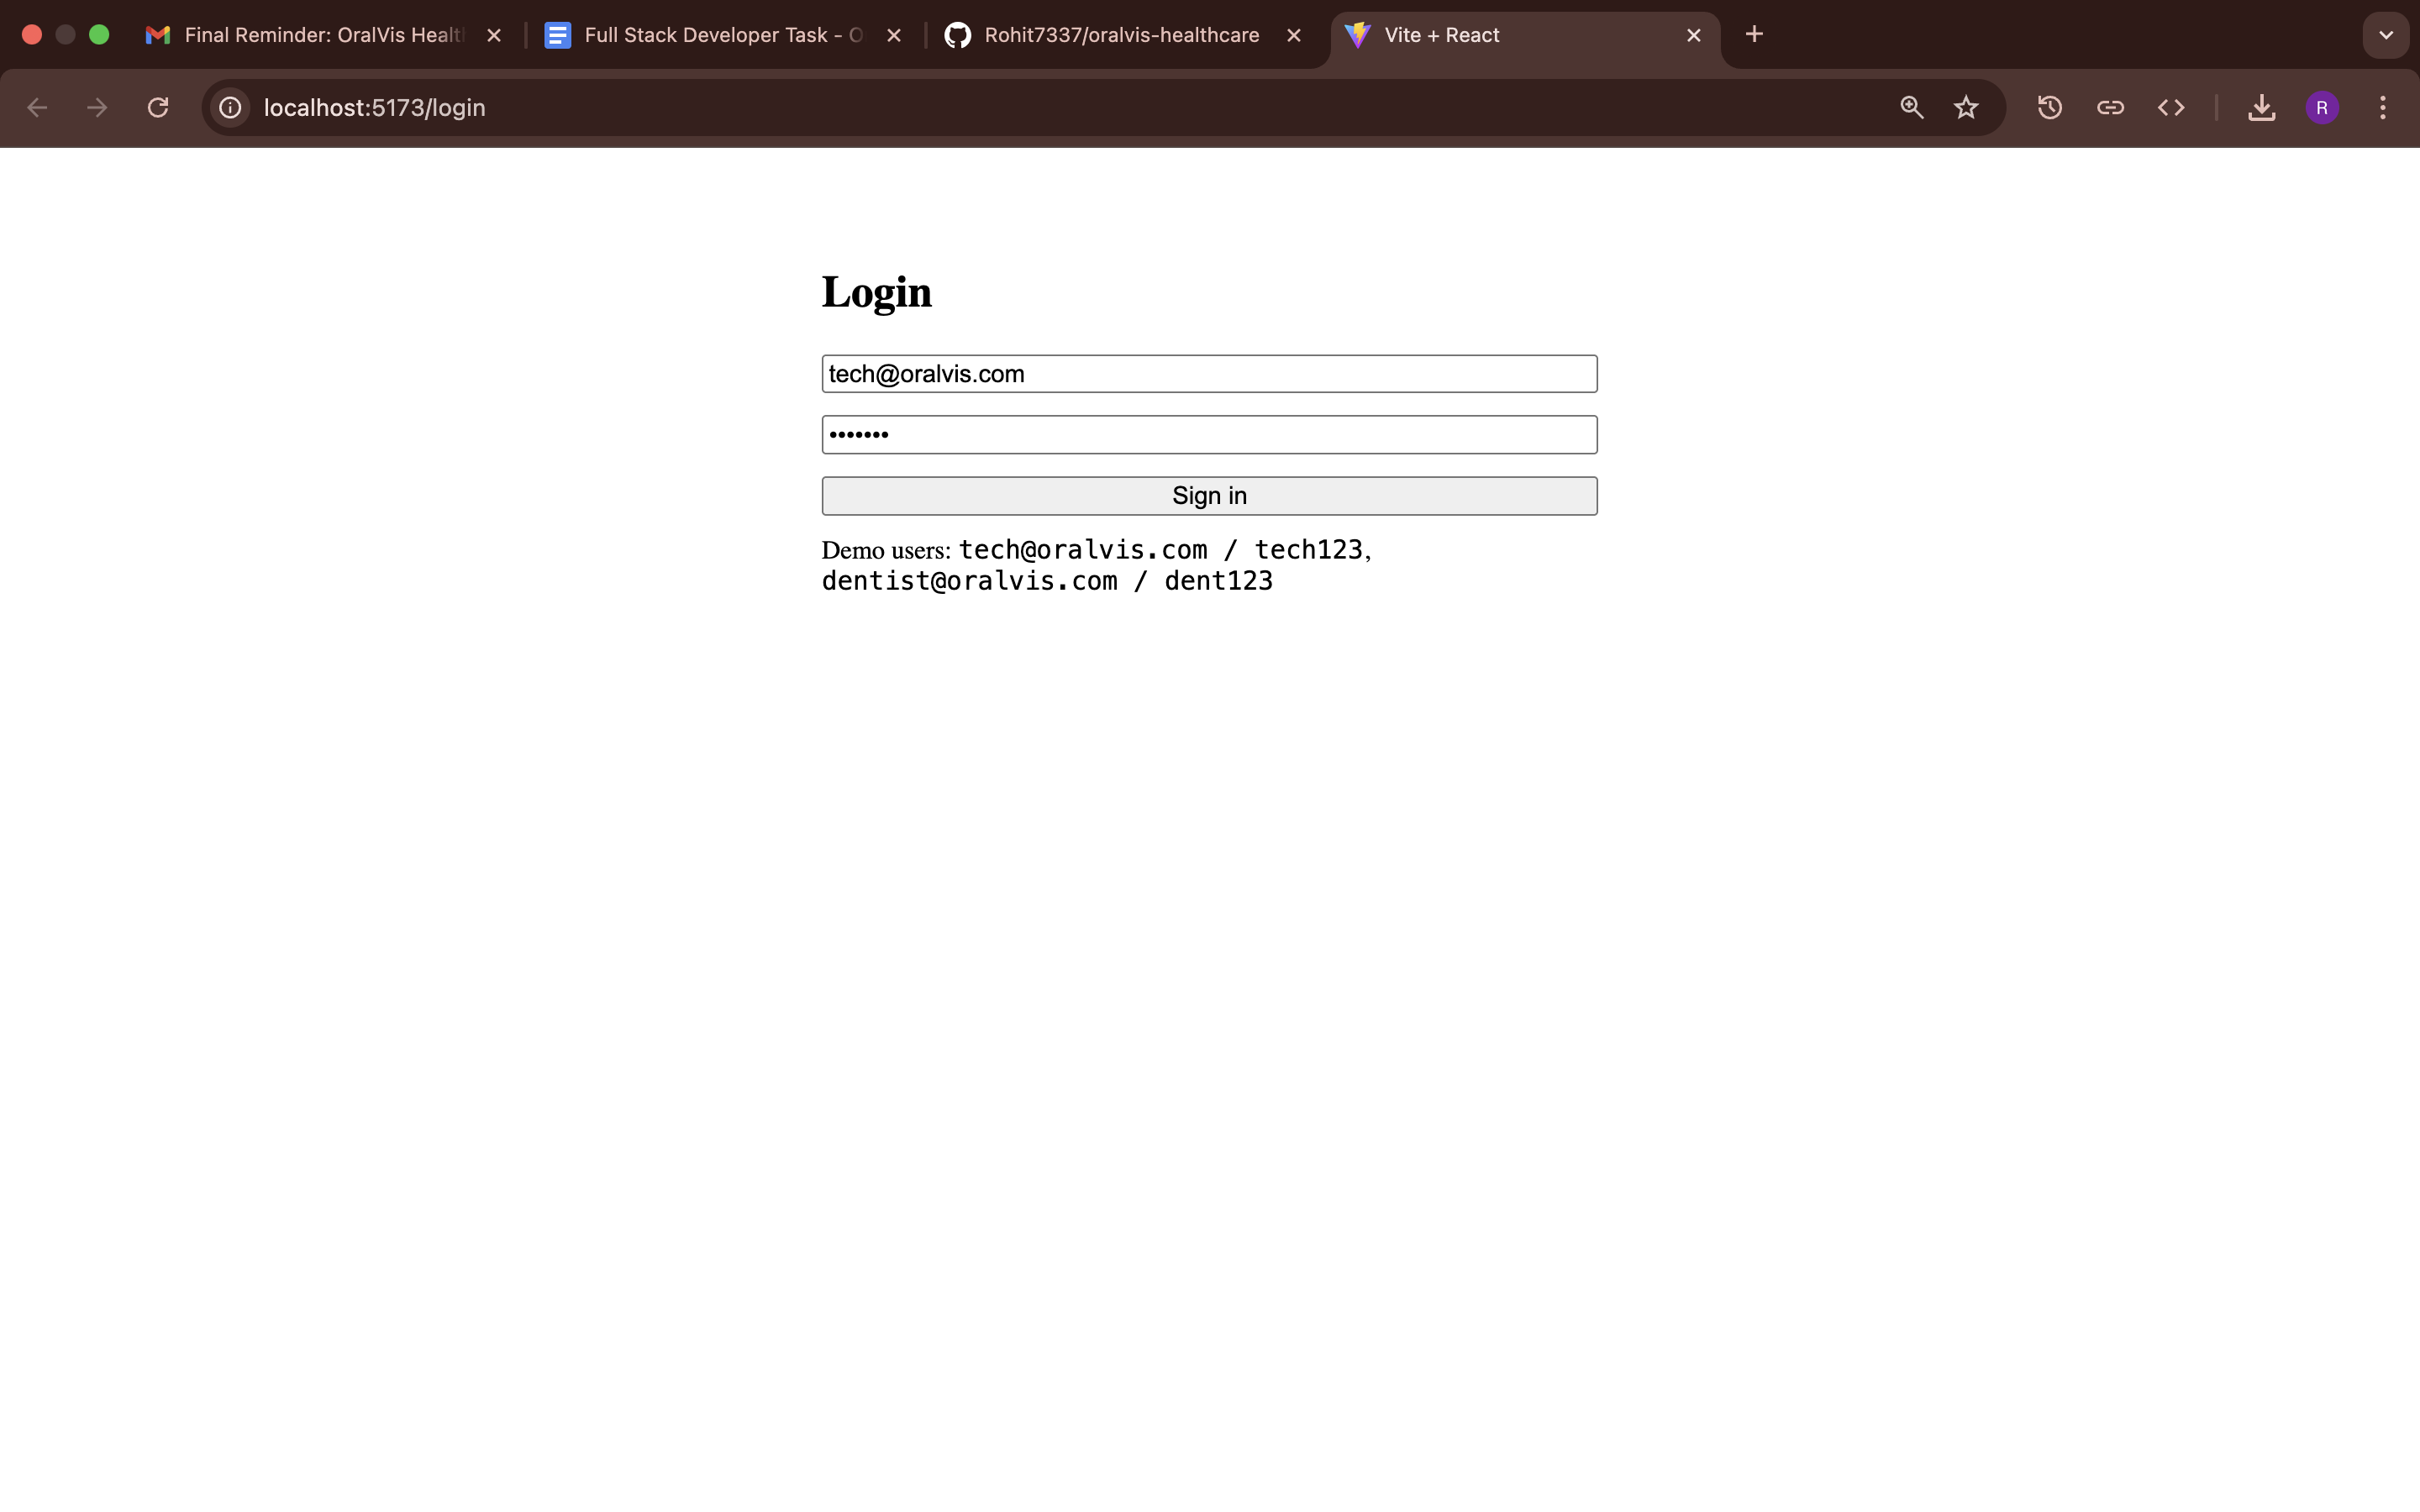 Final Reminder: OralVis Healt
Full Stack Developer Task - O
Rohit7337/oralvis-healthcare
Vite + React
localhost:5173/login
R
Login
tech@oralvis.com
•••••••
Sign in
Demo users: tech@oralvis.com / tech123,
dentist@oralvis.com / dent123